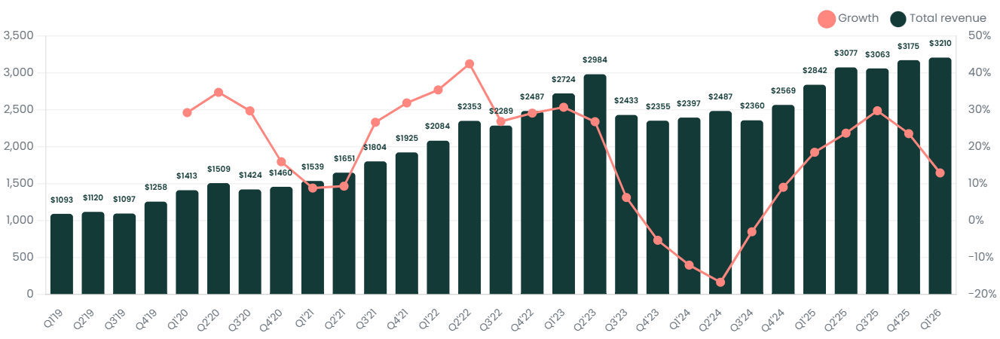 Growth Total revenue
3,500 50%
3,000 40%
2,500 30%
2,000 20%
1,500 10%
1,000 0%
500 −10%
0 −20%
$1093 $1120 $1097 $1258 $1413 $1509 $1424 $1460 $1539 $1651 $1804 $1925 $2084 $2353 $2289 $2487 $2724 $2984 $2433 $2355 $2397 $2487 $2360 $2569 $2842 $3077 $3063 $3175 $3210
Q1'19 Q2'19 Q3'19 Q4'19 Q1'20 Q2'20 Q3'20 Q4'20 Q1'21 Q2'21 Q3'21 Q4'21 Q1'22 Q2'22 Q3'22 Q4'22 Q1'23 Q2'23 Q3'23 Q4'23 Q1'24 Q2'24 Q3'24 Q4'24 Q1'25 Q2'25 Q3'25 Q4'25 Q1'26